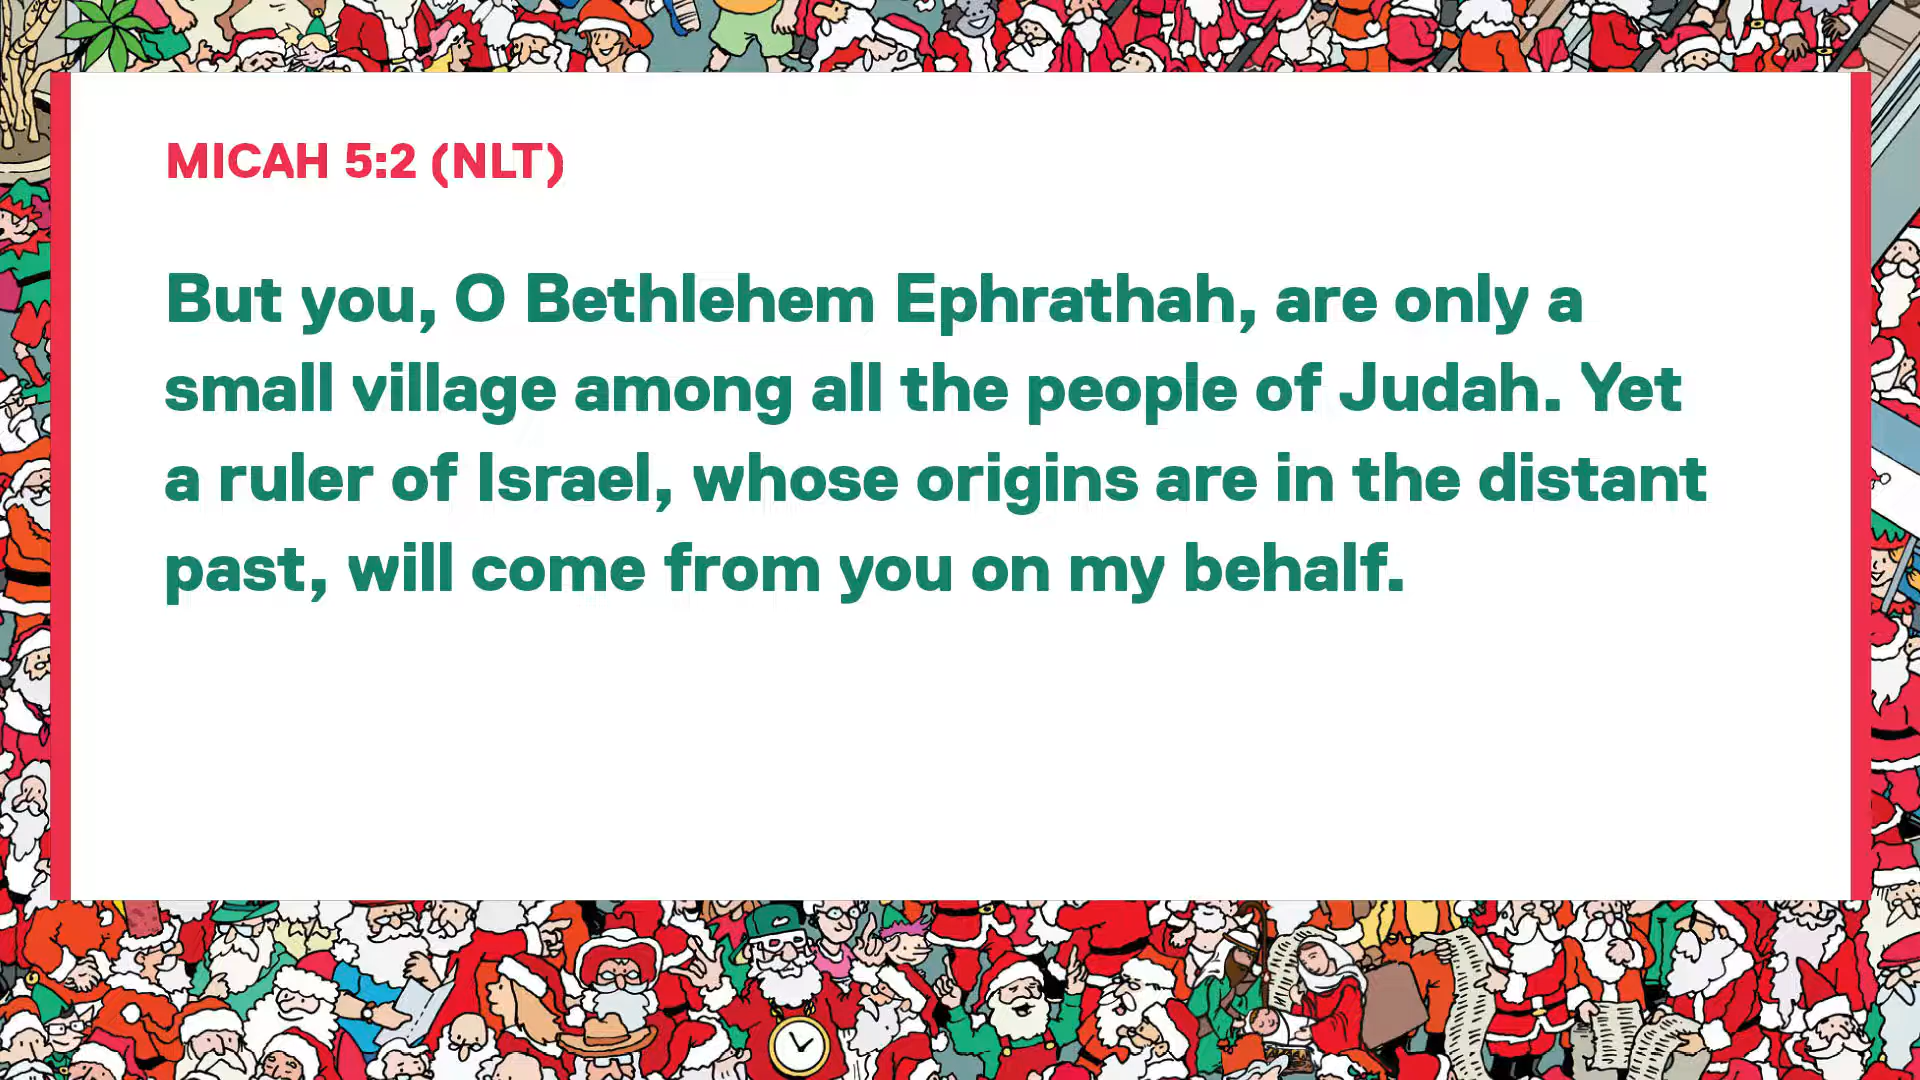 MICAH 5:2 (NLT)
But you, O Bethlehem Ephrathah, are only a
small village among all the people of Judah. Yet
a ruler of Israel, whose origins are in the distant
past, will come from you on my behalf.